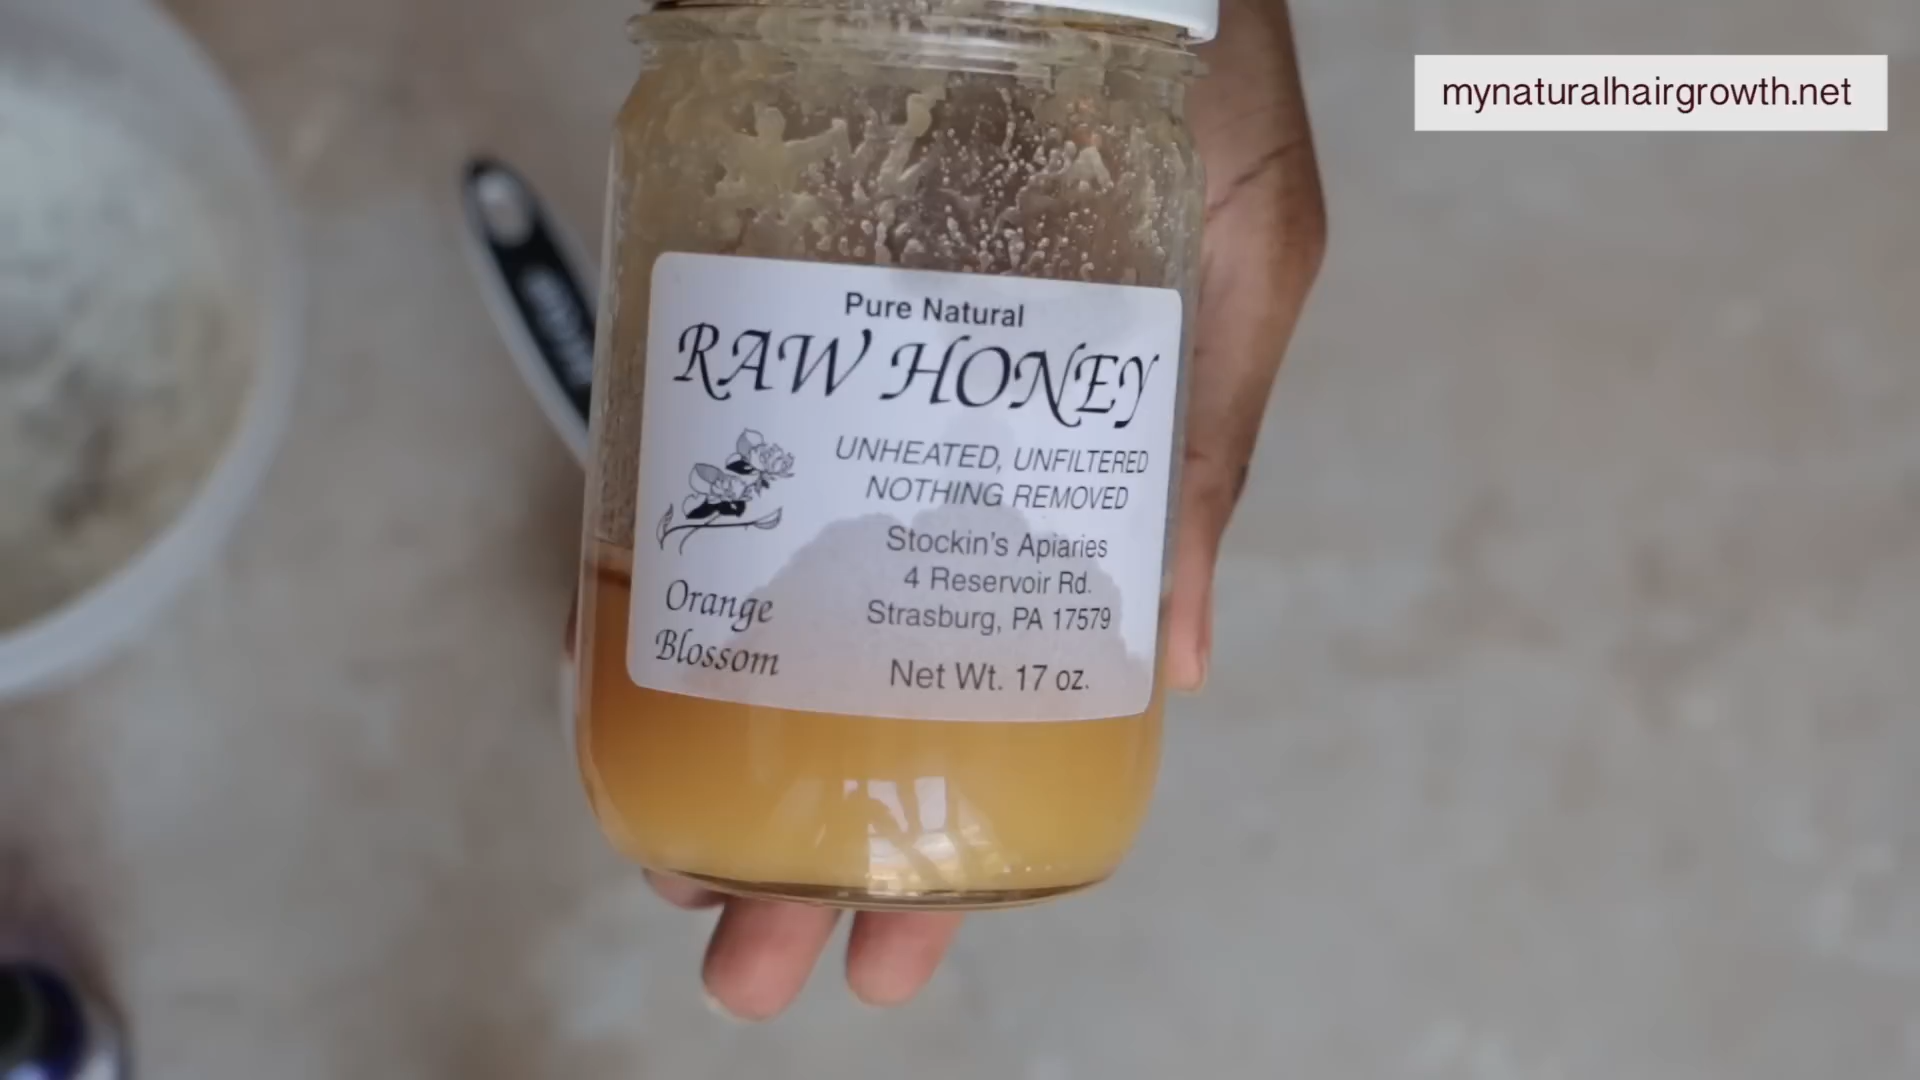 mynaturalhairgrowth.net
Pure Natural
RAW HONEY
UNHEATED, UNFILTERED
NOTHING REMOVED
Stockin's Apiaries
4 Reservoir Rd.
Strasburg, PA 17579
Orange
Blossom
Net Wt. 17 oz.